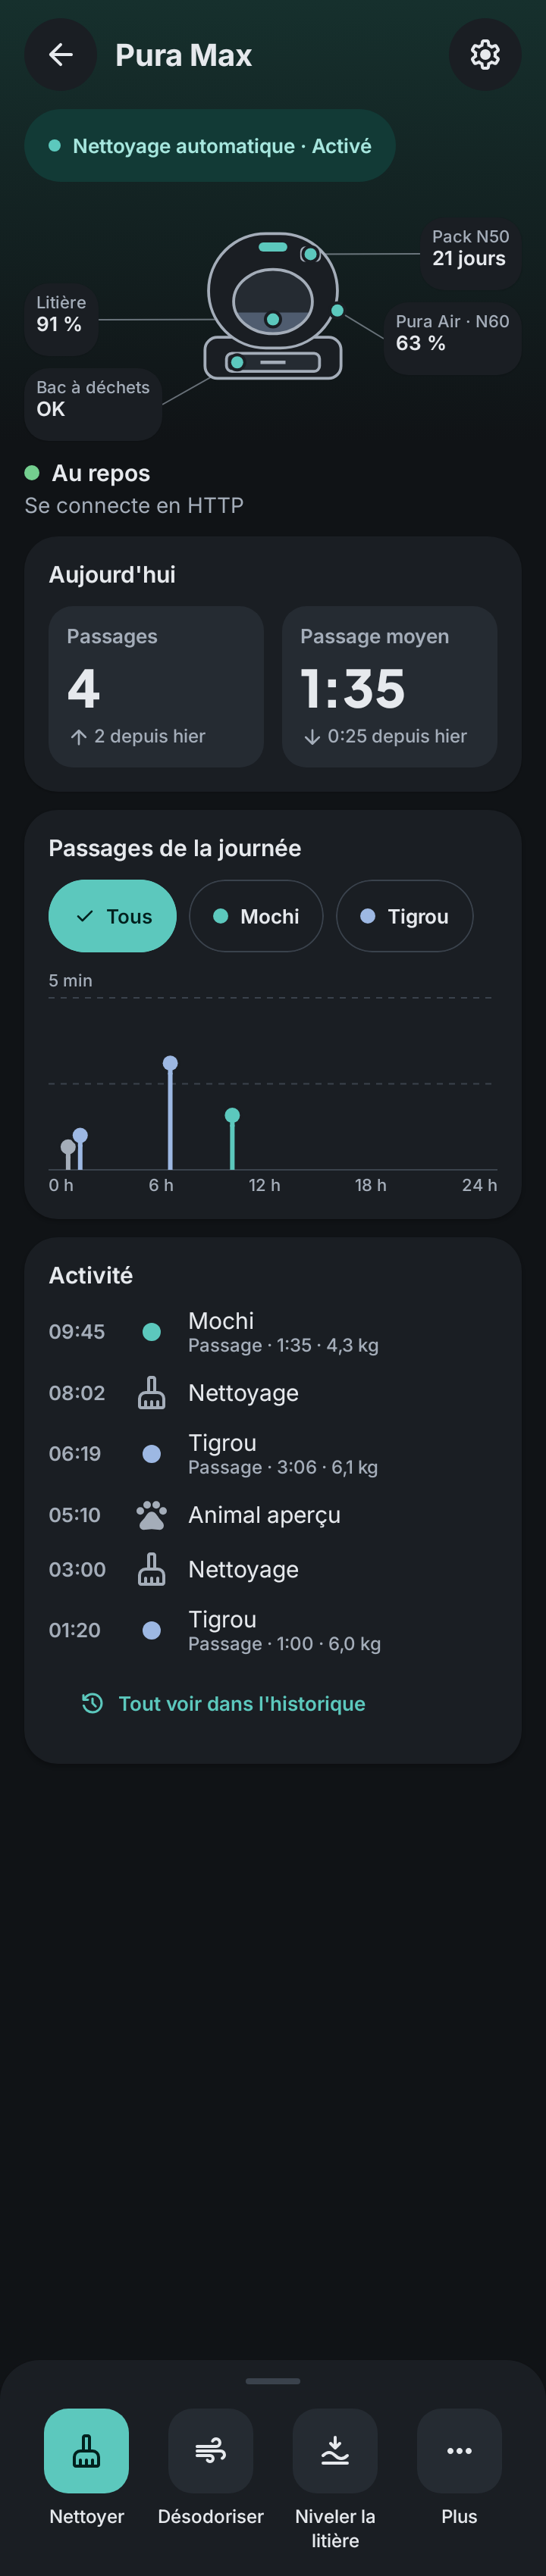 Pura Max
Nettoyage automatique · Activé
Pack N50
21 jours
Litière
91 %
Pura Air · N60
63 %
Bac à déchets
OK
Au repos
Se connecte en HTTP
Aujourd'hui
Passages
4
↑ 2 depuis hier
Passage moyen
1:35
↓ 0:25 depuis hier
Passages de la journée
Tous
Mochi
Tigrou
5 min
0 h
6 h
12 h
18 h
24 h
Activité
09:45
Mochi
Passage · 1:35 · 4,3 kg
08:02
Nettoyage
06:19
Tigrou
Passage · 3:06 · 6,1 kg
05:10
Animal aperçu
03:00
Nettoyage
01:20
Tigrou
Passage · 1:00 · 6,0 kg
Tout voir dans l'historique
Nettoyer
Désodoriser
Niveler la
litière
Plus